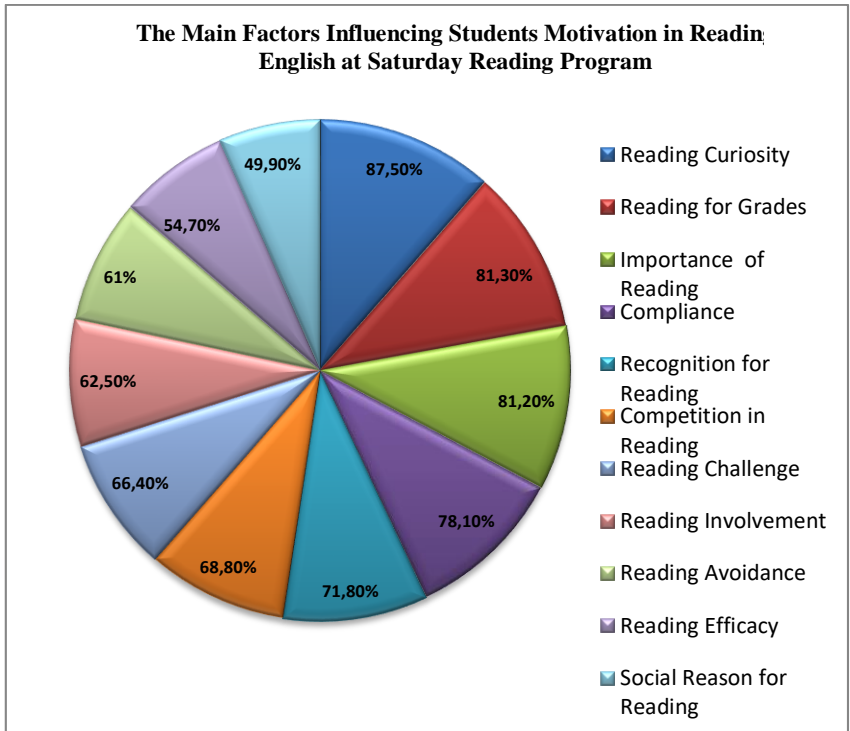 The Main Factors Influencing Students Motivation in Readin
English at Saturday Reading Program
49,90%
87,50%
54,70%
81,30%
61%
62,50%
81,20%
66,40%
78,10%
68,80%
71,80%
Reading Curiosity
Reading for Grades
Importance of
Reading
Compliance
Recognition for
Reading
Competition in
Reading
Reading Challenge
Reading Involvement
Reading Avoidance
Reading Efficacy
Social Reason for
Reading